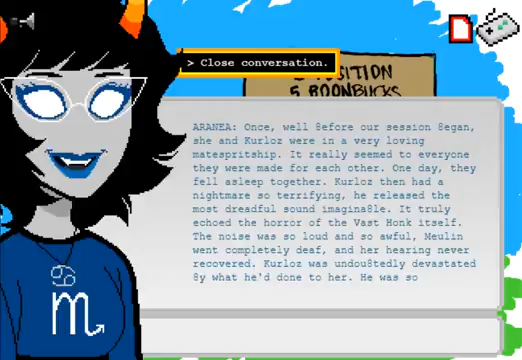 > Close conversation.
5 BOONBUCKS
ARANEA: Once, well 8efore our session 8egan,
she and Kurloz were in a very loving
matespritship. It really seemed to everyone
they were made for each other. One day, they
fell asleep together. Kurloz then had a
nightmare so terrifying, he released the
most dreadful sound imagina8le. It truly
echoed the horror of the Vast Honk itself.
The noise was so loud and so awful, Meulin
went completely deaf, and her hearing never
recovered. Kurloz was undou8tedly devastated
8y what he'd done to her. He was so